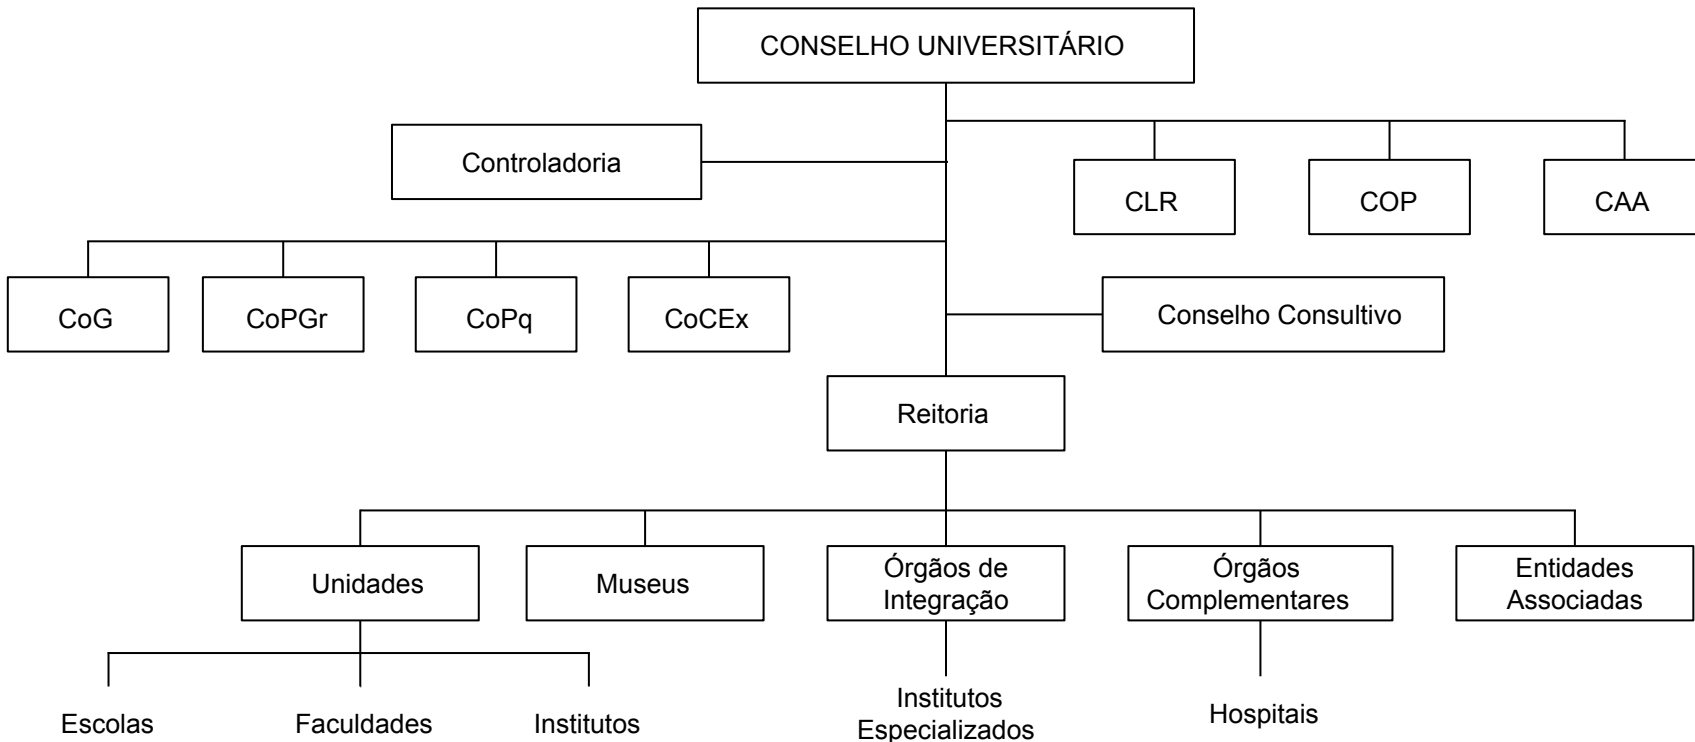 CONSELHO UNIVERSITÁRIO
Controladoria
CLR
COP
CAA
CoG
CoPGr
CoPq
CoCEx
Conselho Consultivo
Reitoria
Unidades
Museus
Órgãos de
Integração
Órgãos
Complementares
Entidades
Associadas
Escolas
Faculdades
Institutos
Institutos
Especializados
Hospitais